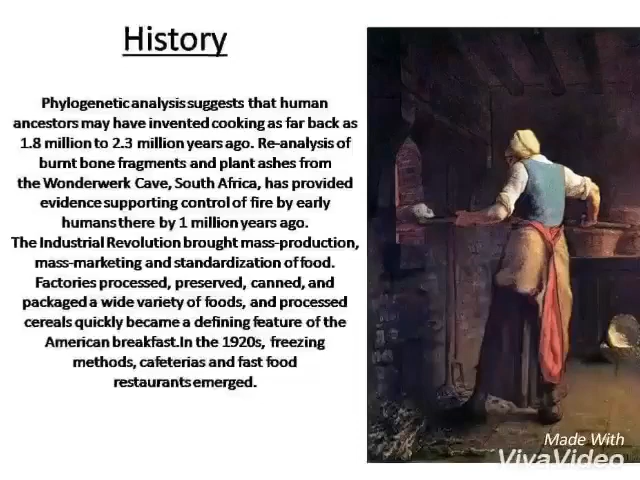 History
Phylogenetic analysis suggests that human
ancestors may have invented cooking as far back as
1.8 million to 2.3 million years ago. Re-analysis of
burnt bone fragments and plant ashes from
the Wonderwerk Cave, South Africa, has provided
evidence supporting control of fire by early
humans there by 1 million years ago.
The Industrial Revolution brought mass-production,
mass-marketing and standardization of food.
Factories processed, preserved, canned, and
packaged a wide variety of foods, and processed
cereals quickly became a defining feature of the
American breakfast.In the 1920s, freezing
methods, cafeterias and fast food
restaurants emerged.
Made With
VivaVideo